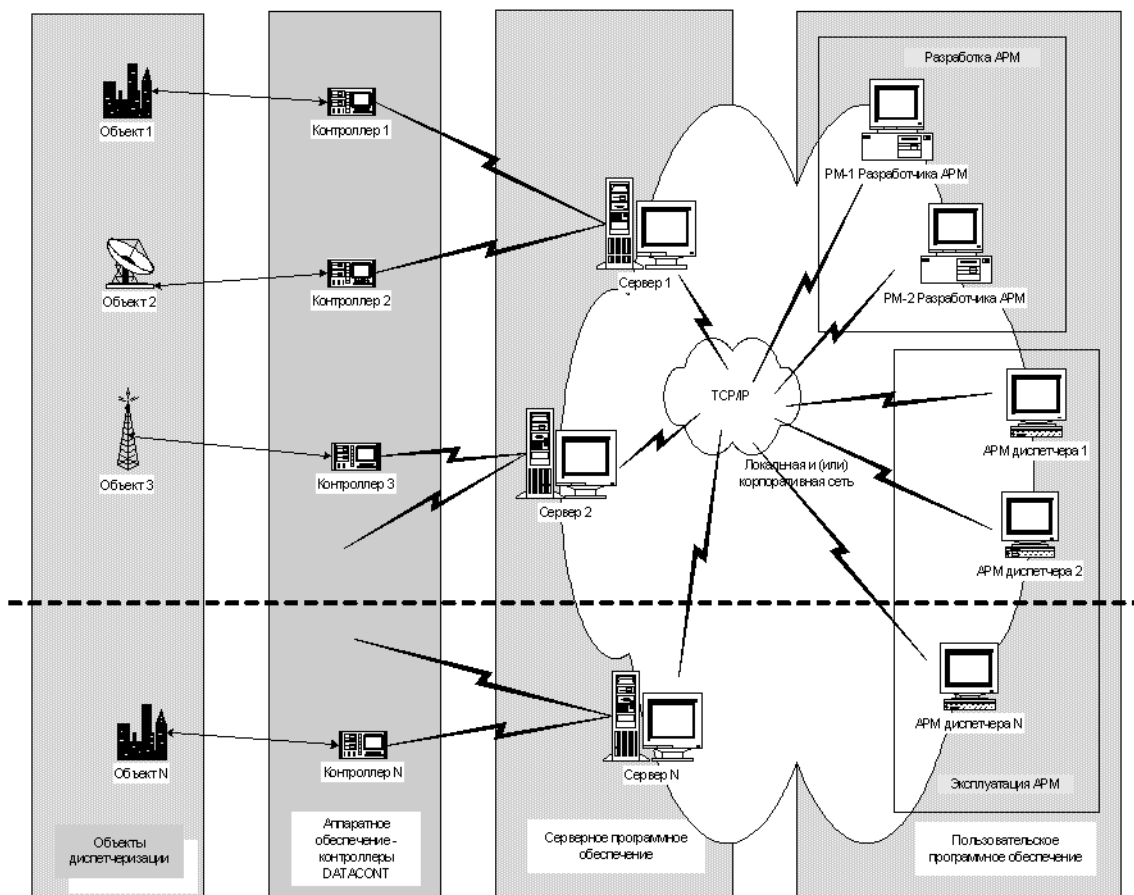 Разработка АРМ
Объект 1
Контроллер 1
РМ-1 Разработчика АРМ
Объект 2
Контроллер 2
Сервер 1
РМ-2 Разработчика АРМ
TCP/IP
Объект 3
Контроллер 3
Сервер 2
Локальная и (или)
корпоративная сеть
АРМ диспетчера 1
АРМ диспетчера 2
Объект N
Контроллер N
Сервер N
АРМ диспетчера N
Эксплуатация АРМ
Объекты
диспетчеризации
Аппаратное
обеспечение -
контроллеры
DATACONT
Серверное программное
обеспечение
Пользовательское
программное обеспечение